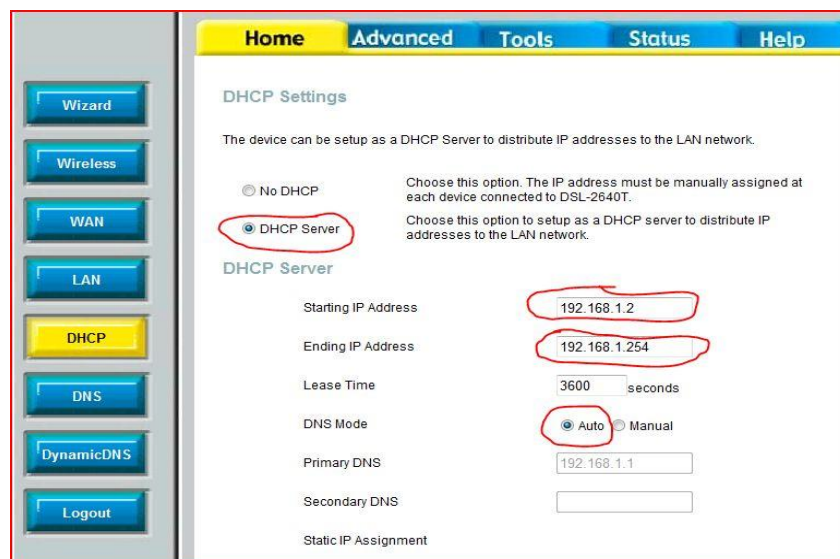 Home Advanced Tools Status Help
Wizard
Wireless
WAN
LAN
DHCP
DNS
DynamicDNS
Logout
DHCP Settings
The device can be setup as a DHCP Server to distribute IP addresses to the LAN network.
No DHCP
Choose this option. The IP address must be manually assigned at
each device connected to DSL-2640T.
DHCP Server
Choose this option to setup as a DHCP server to distribute IP
addresses to the LAN network.
DHCP Server
Starting IP Address 192.168.1.2
Ending IP Address 192.168.1.254
Lease Time 3600 seconds
DNS Mode Auto Manual
Primary DNS 192.168.1.1
Secondary DNS
Static IP Assignment